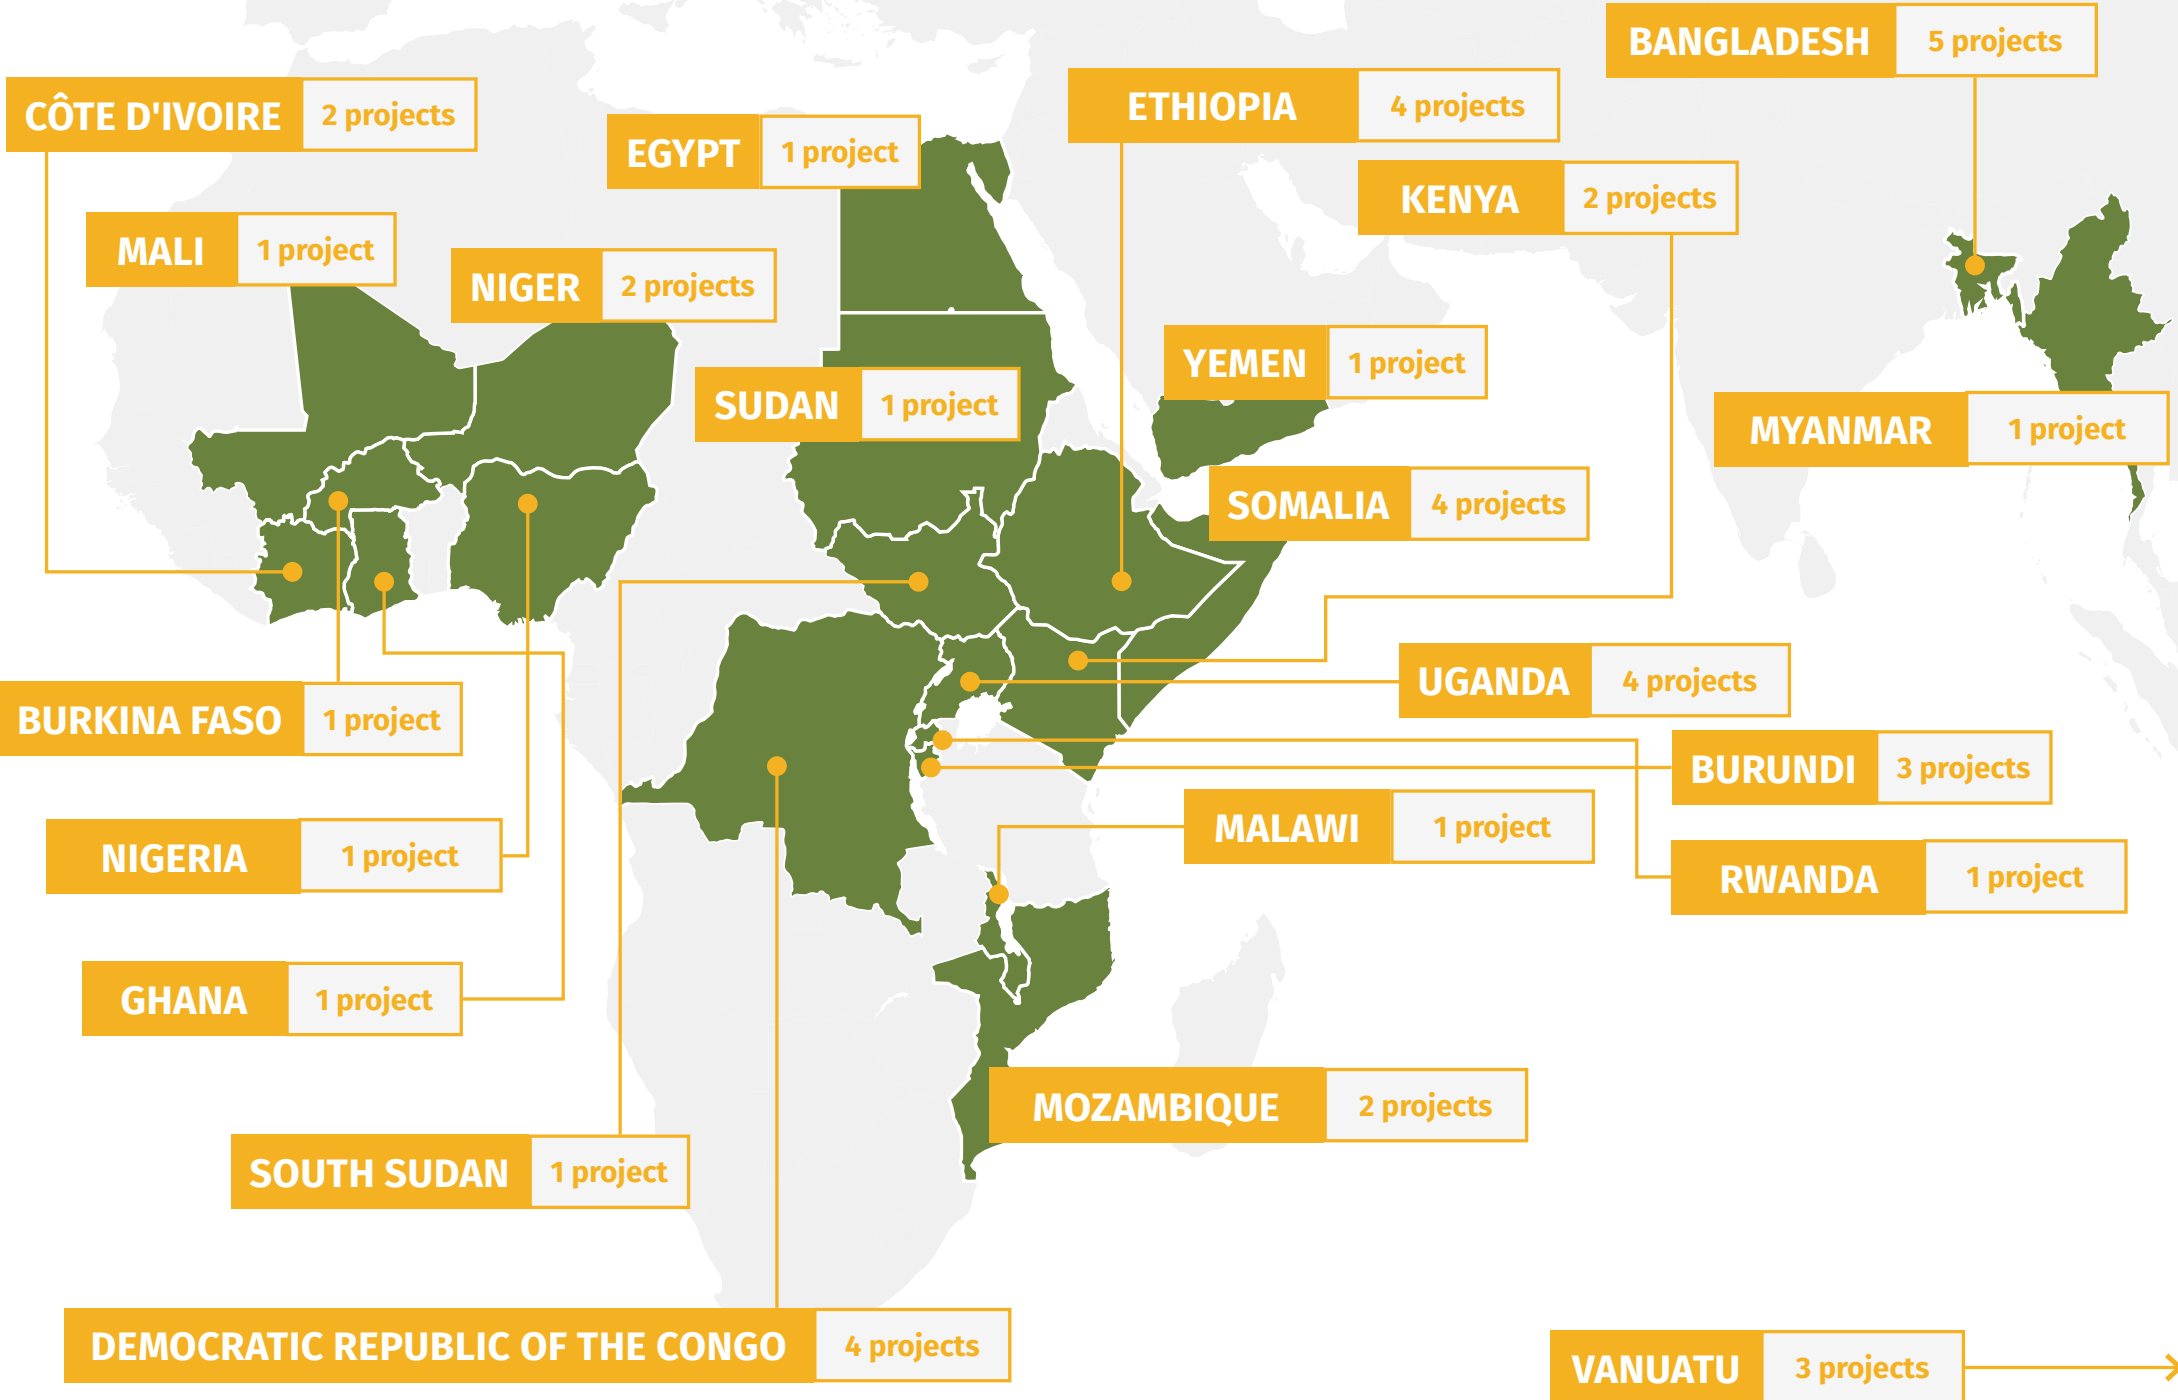 BANGLADESH 5 projects
CÔTE D'IVOIRE 2 projects
ETHIOPIA 4 projects
EGYPT 1 project
KENYA 2 projects
MALI 1 project
NIGER 2 projects
YEMEN 1 project
SUDAN 1 project
MYANMAR 1 project
SOMALIA 4 projects
UGANDA 4 projects
BURKINA FASO 1 project
BURUNDI 3 projects
MALAWI 1 project
NIGERIA 1 project
RWANDA 1 project
GHANA 1 project
MOZAMBIQUE 2 projects
SOUTH SUDAN 1 project
DEMOCRATIC REPUBLIC OF THE CONGO 4 projects
VANUATU 3 projects